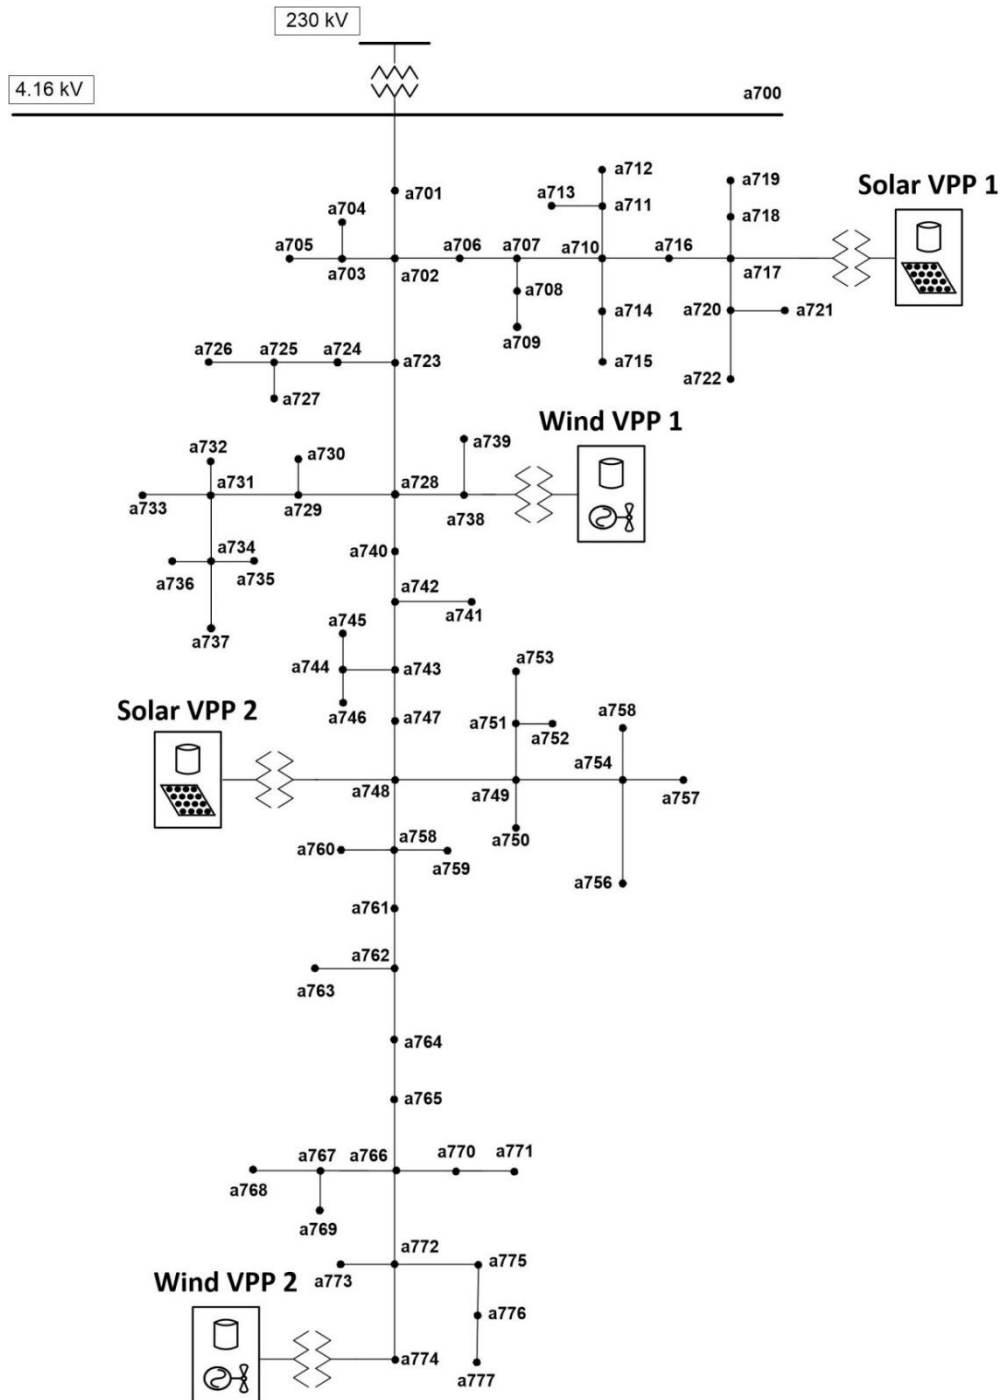 230 kV
4.16 kV
a700
a701
a712
a719
Solar VPP 1
a704
a713
a711
a718
a705
a706
a707
a710
a716
a703
a702
a717
a708
a714
a720
a721
a709
a715
a722
a726
a725
a724
a723
a727
Wind VPP 1
a739
a732
a730
a731
a728
a733
a729
a738
a734
a740
a736
a735
a742
a741
a745
a737
a744
a743
a753
a746
a758
Solar VPP 2
a747
a751
a752
a754
a748
a749
a757
a758
a750
a760
a759
a756
a761
a762
a763
a764
a765
a767
a766
a770
a771
a768
a769
a772
a775
a773
Wind VPP 2
a776
a774
a777